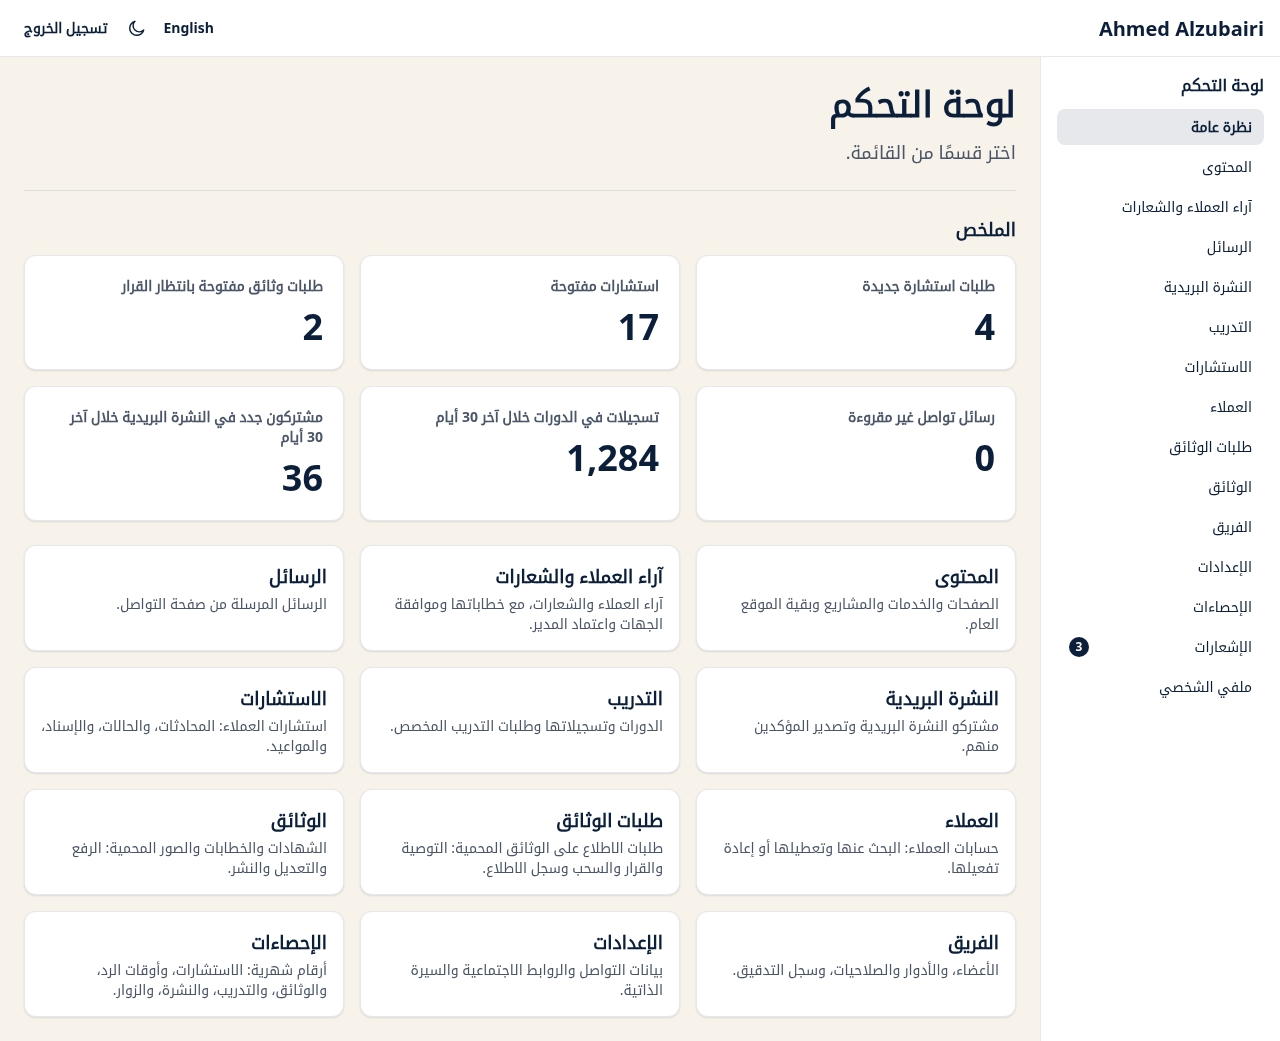 Ahmed Alzubairi
English
تسجيل الخروج
لوحة التحكم
نظرة عامة
المحتوى
آراء العملاء والشعارات
الرسائل
النشرة البريدية
التدريب
الاستشارات
العملاء
طلبات الوثائق
الوثائق
الفريق
الإعدادات
الإحصاءات
الإشعارات
3
ملفي الشخصي
لوحة التحكم
اختر قسمًا من القائمة.
الملخص
طلبات استشارة جديدة
4
استشارات مفتوحة
17
طلبات وثائق مفتوحة بانتظار القرار
2
رسائل تواصل غير مقروءة
0
تسجيلات في الدورات خلال آخر 30 أيام
1,284
مشتركون جدد في النشرة البريدية خلال آخر
30 أيام
36
المحتوى
الصفحات والخدمات والمشاريع وبقية الموقع
العام.
آراء العملاء والشعارات
آراء العملاء والشعارات، مع خطاباتها وموافقة
الجهات واعتماد المدير.
الرسائل
الرسائل المرسلة من صفحة التواصل.
النشرة البريدية
مشتركو النشرة البريدية وتصدير المؤكدين
منهم.
التدريب
الدورات وتسجيلاتها وطلبات التدريب المخصص.
الاستشارات
استشارات العملاء: المحادثات، والحالات، والإسناد،
والمواعيد.
العملاء
حسابات العملاء: البحث عنها وتعطيلها أو إعادة
تفعيلها.
طلبات الوثائق
طلبات الاطلاع على الوثائق المحمية: التوصية
والقرار والسحب وسجل الاطلاع.
الوثائق
الشهادات والخطابات والصور المحمية: الرفع
والتعديل والنشر.
الفريق
الأعضاء، والأدوار والصلاحيات، وسجل التدقيق.
الإعدادات
بيانات التواصل والروابط الاجتماعية والسيرة
الذاتية.
الإحصاءات
أرقام شهرية: الاستشارات، وأوقات الرد،
والوثائق، والتدريب، والنشرة، والزوار.